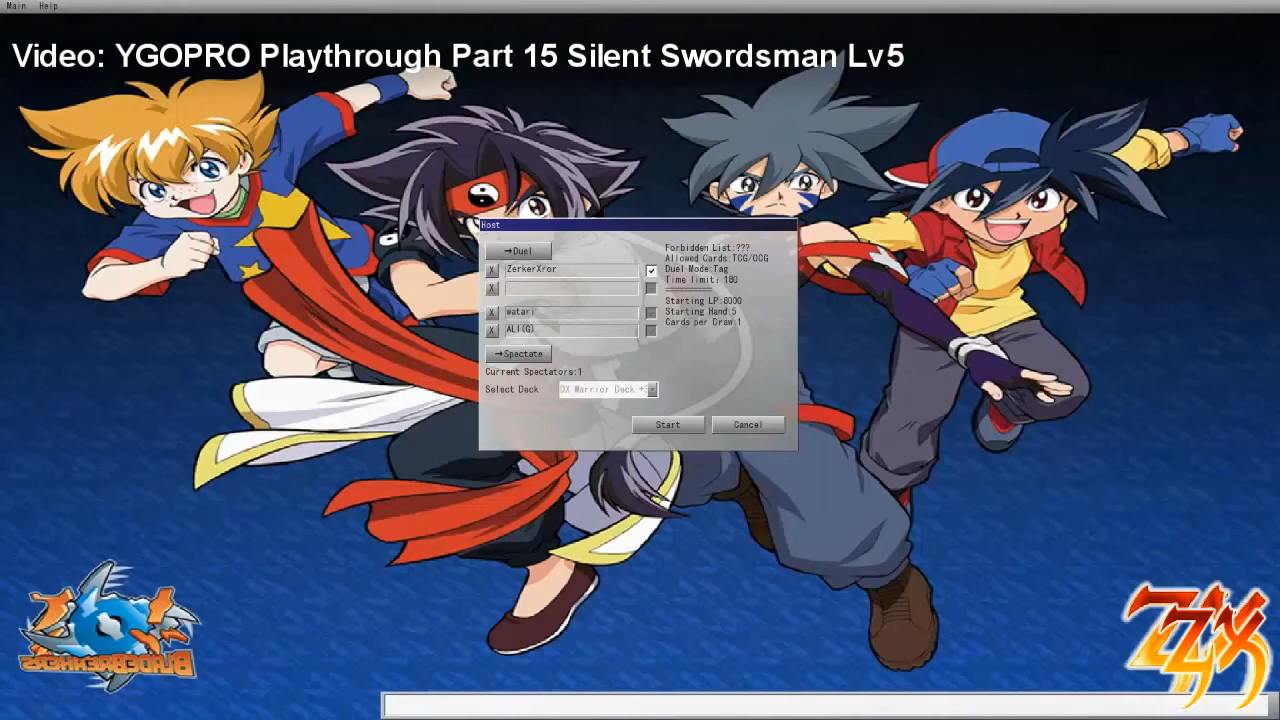 Main Help
Video: YGOPRO Playthrough Part 15 Silent Swordsman Lv5
Host
→Duel
X ZerkerXror
X
X watari
X ALI(G)
→Spectate
Current Spectators:1
Select Deck DX Warrior Deck +
Start Cancel
Forbidden List:???
Allowed Cards:TCG/OCG
Duel Mode:Tag
Time limit: 180
==========
Starting LP:8000
Starting Hand:5
Cards per Draw:1
BLADEBREAKERS
ZZX